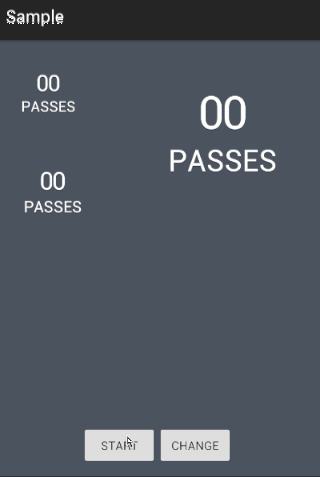 Sample
00
PASSES
00
PASSES
00
PASSES
START
CHANGE